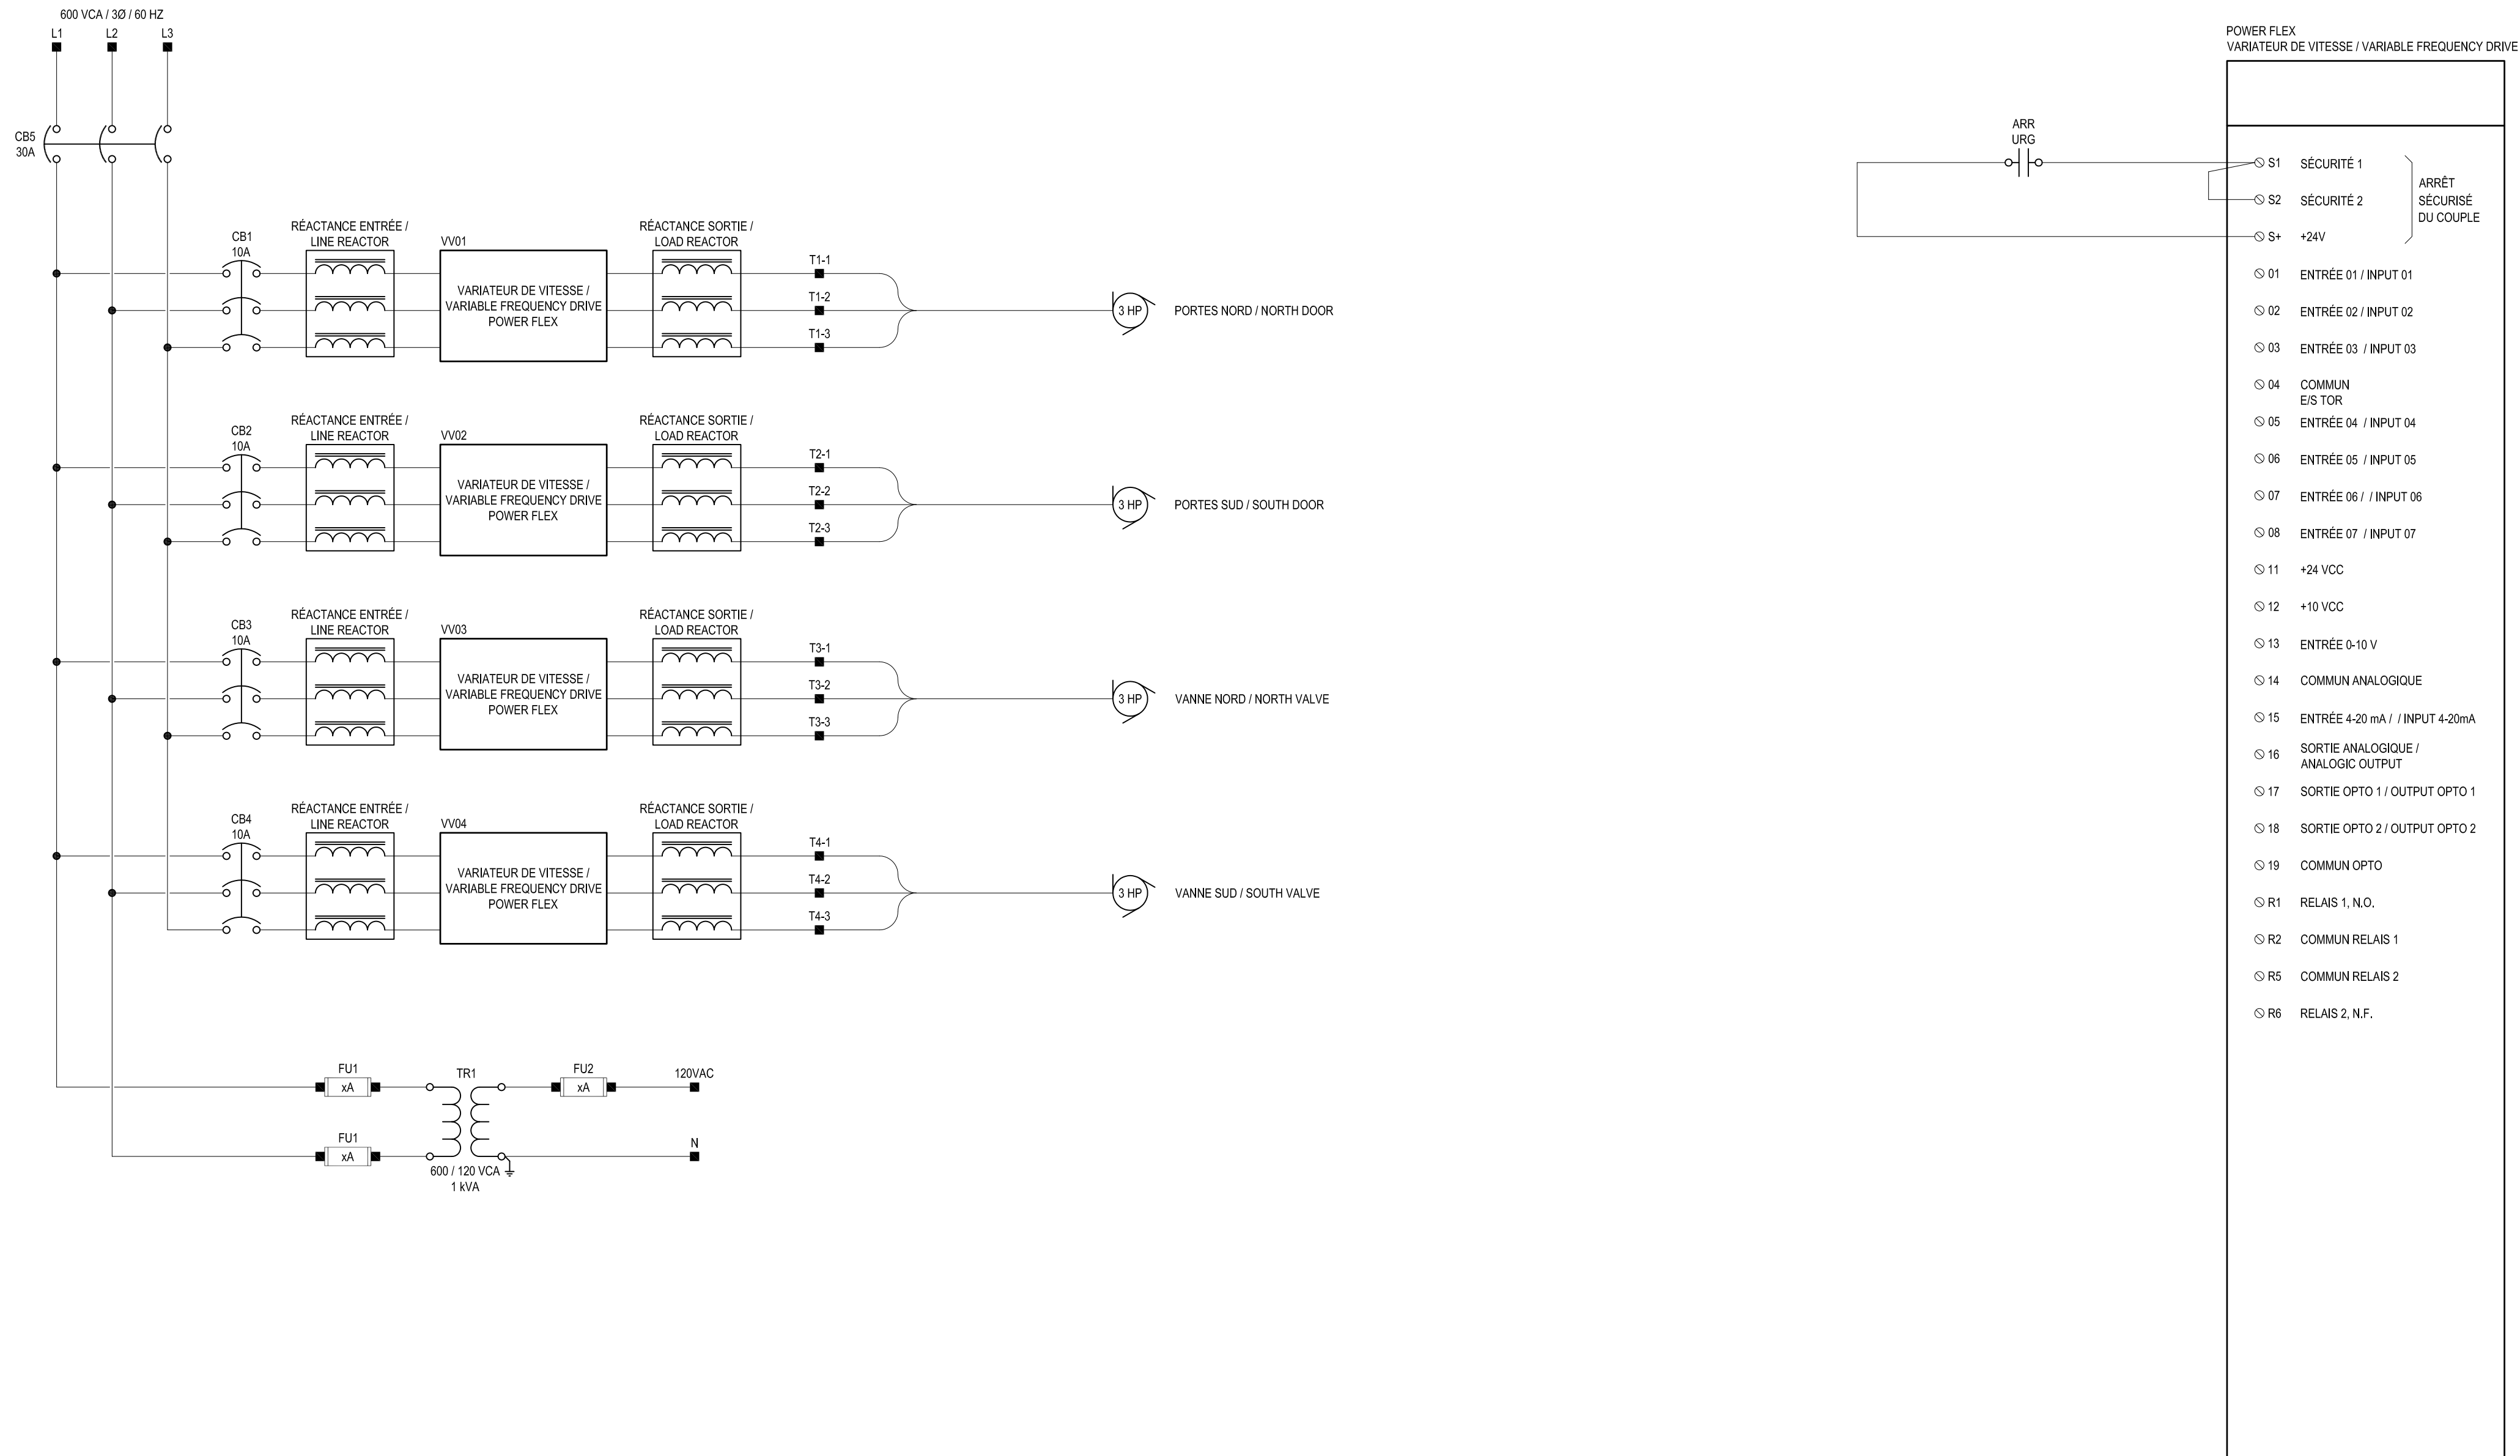 600 VCA / 3Ø / 60 HZ
L1 L2 L3
CB5
30A
CB1
10A
RÉACTANCE ENTRÉE /
LINE REACTOR
VV01
VARIATEUR DE VITESSE /
VARIABLE FREQUENCY DRIVE
POWER FLEX
RÉACTANCE SORTIE /
LOAD REACTOR
T1-1
T1-2
T1-3
3 HP
PORTES NORD / NORTH DOOR
CB2
10A
RÉACTANCE ENTRÉE /
LINE REACTOR
VV02
VARIATEUR DE VITESSE /
VARIABLE FREQUENCY DRIVE
POWER FLEX
RÉACTANCE SORTIE /
LOAD REACTOR
T2-1
T2-2
T2-3
3 HP
PORTES SUD / SOUTH DOOR
CB3
10A
RÉACTANCE ENTRÉE /
LINE REACTOR
VV03
VARIATEUR DE VITESSE /
VARIABLE FREQUENCY DRIVE
POWER FLEX
RÉACTANCE SORTIE /
LOAD REACTOR
T3-1
T3-2
T3-3
3 HP
VANNE NORD / NORTH VALVE
CB4
10A
RÉACTANCE ENTRÉE /
LINE REACTOR
VV04
VARIATEUR DE VITESSE /
VARIABLE FREQUENCY DRIVE
POWER FLEX
RÉACTANCE SORTIE /
LOAD REACTOR
T4-1
T4-2
T4-3
3 HP
VANNE SUD / SOUTH VALVE
FU1
xA
FU1
xA
TR1
600 / 120 VCA
1 kVA
FU2
xA
120VAC
N
POWER FLEX
VARIATEUR DE VITESSE / VARIABLE FREQUENCY DRIVE
ARR
URG
S1 SÉCURITÉ 1
S2 SÉCURITÉ 2
S+ +24V
ARRÊT
SÉCURISÉ
DU COUPLE
01 ENTRÉE 01 / INPUT 01
02 ENTRÉE 02 / INPUT 02
03 ENTRÉE 03 / INPUT 03
04 COMMUN
E/S TOR
05 ENTRÉE 04 / INPUT 04
06 ENTRÉE 05 / INPUT 05
07 ENTRÉE 06 / / INPUT 06
08 ENTRÉE 07 / INPUT 07
11 +24 VCC
12 +10 VCC
13 ENTRÉE 0-10 V
14 COMMUN ANALOGIQUE
15 ENTRÉE 4-20 mA / / INPUT 4-20mA
16 SORTIE ANALOGIQUE /
ANALOGIC OUTPUT
17 SORTIE OPTO 1 / OUTPUT OPTO 1
18 SORTIE OPTO 2 / OUTPUT OPTO 2
19 COMMUN OPTO
R1 RELAIS 1, N.O.
R2 COMMUN RELAIS 1
R5 COMMUN RELAIS 2
R6 RELAIS 2, N.F.